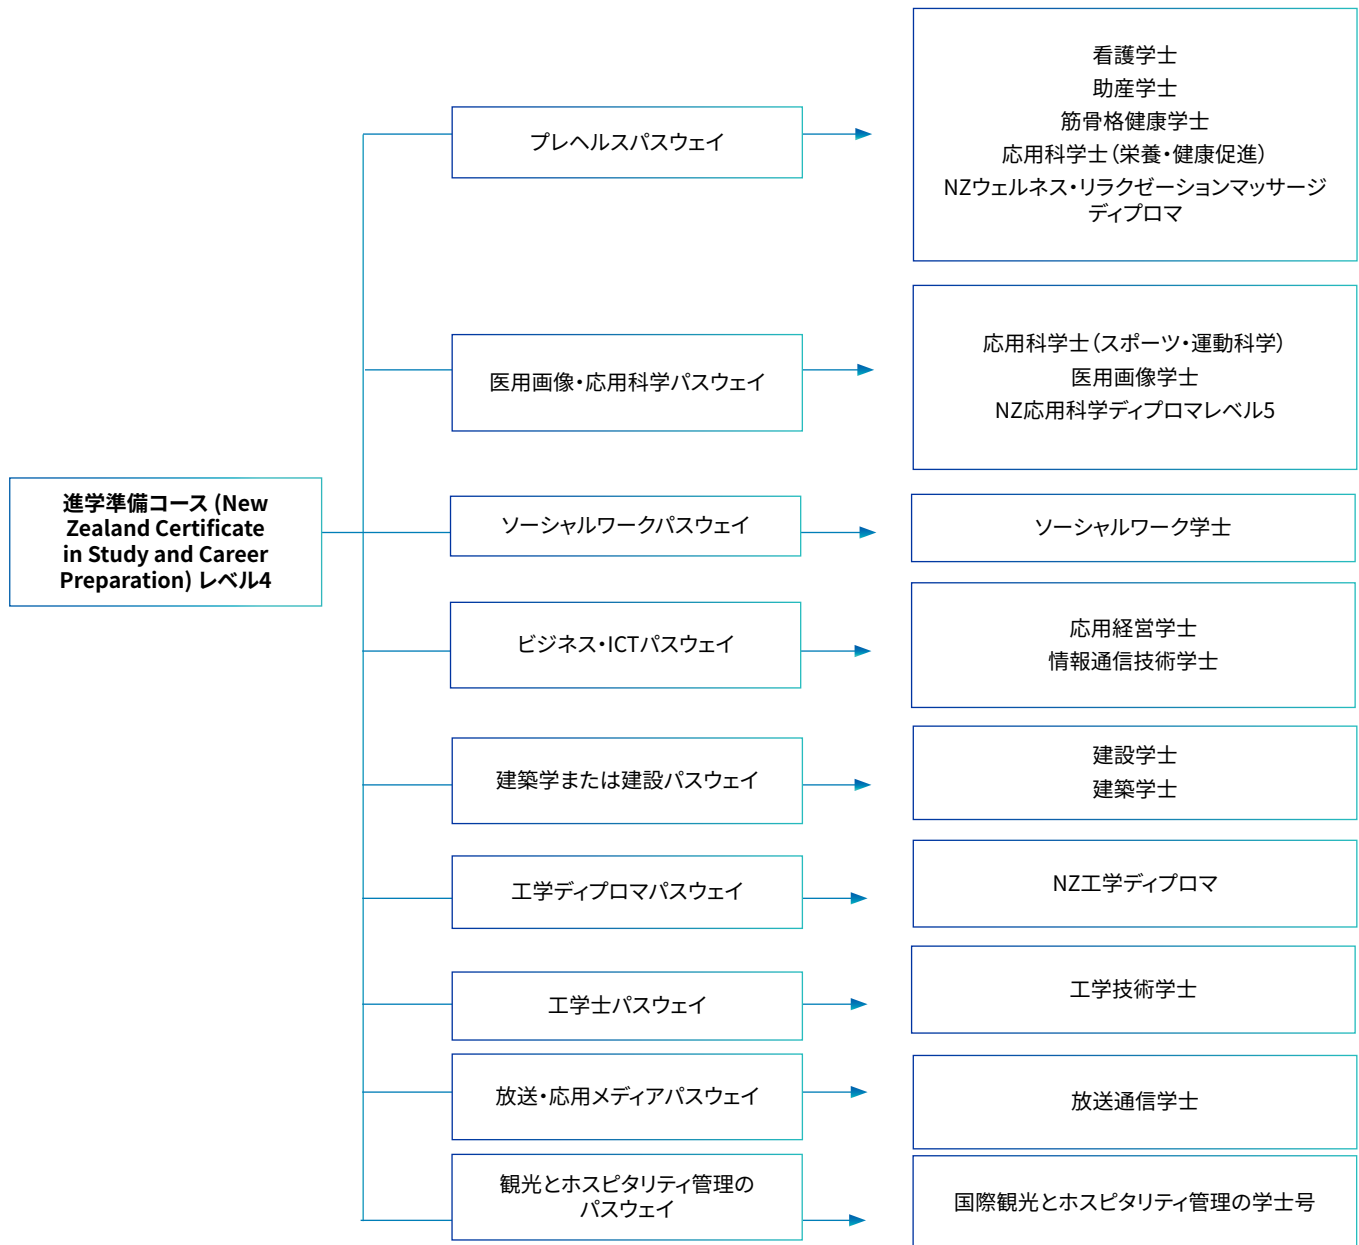 進学準備コース (New
Zealand Certificate
in Study and Career
Preparation) レベル4
プレヘルスパスウェイ
看護学士
助産学士
筋骨格健康学士
応用科学士（栄養・健康促進）
NZウェルネス・リラクゼーションマッサージ
ディプロマ
医用画像・応用科学パスウェイ
応用科学士（スポーツ・運動科学）
医用画像学士
NZ応用科学ディプロマレベル5
ソーシャルワークパスウェイ
ソーシャルワーク学士
ビジネス・ICTパスウェイ
応用経営学士
情報通信技術学士
建築学または建設パスウェイ
建設学士
建築学士
工学ディプロマパスウェイ
NZ工学ディプロマ
工学士パスウェイ
工学技術学士
放送・応用メディアパスウェイ
放送通信学士
観光とホスピタリティ管理の
パスウェイ
国際観光とホスピタリティ管理の学士号